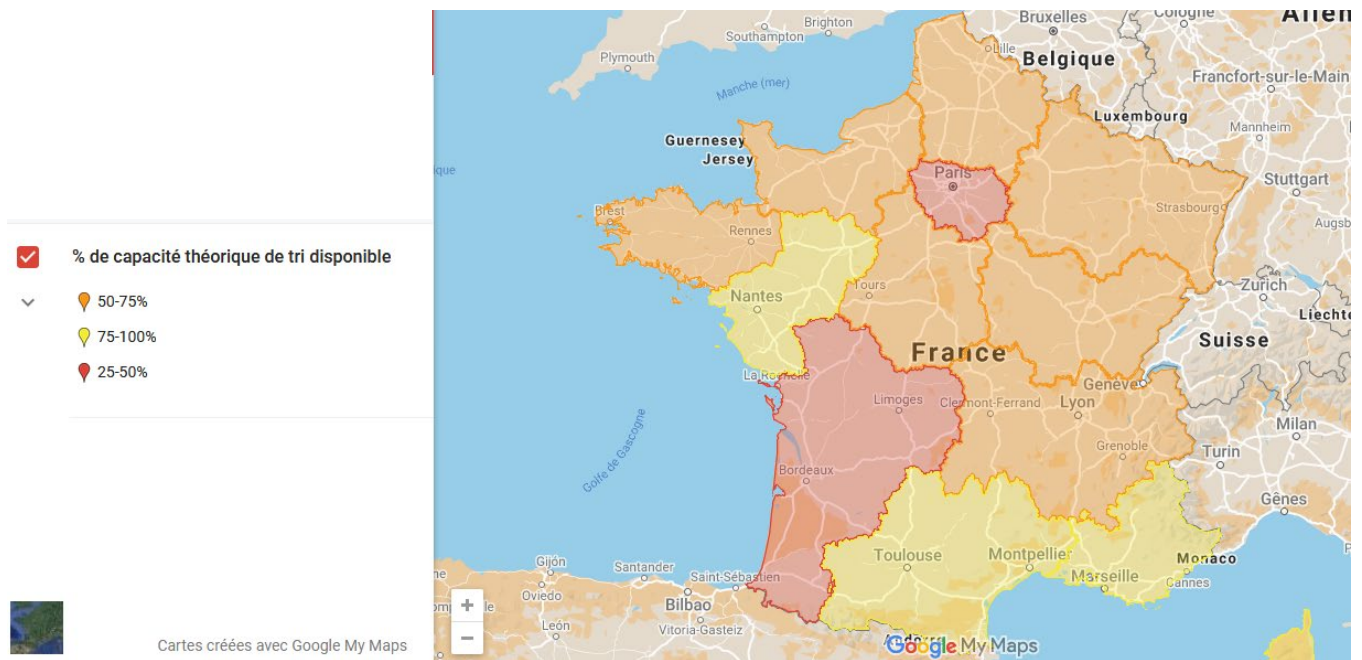 % de capacité théorique de tri disponible
50-75%
75-100%
25-50%
Cartes créées avec Google My Maps
Brighton
Southampton
Plymouth
Bruxelles
Cologne
Lille
Belgique
Francfort-sur-le-Main
Manche (mer)
Luxembourg
Mannheim
Guernesey
Jersey
Paris
Stuttgart
Strasbourg
Brest
Rennes
Nantes
Tours
Zurich
Suisse
France
La Rochelle
Genève
Limoges
Clermont-Ferrand
Lyon
Milan
Grenoble
Turin
Golfe de Gascogne
Bordeaux
Gênes
Toulouse
Montpellier
Monaco
Marseille
Cannes
Gijón
Oviedo
Santander
Saint-Sébastien
Bilbao
León
Vitoria-Gasteiz
Google My Maps
+
−